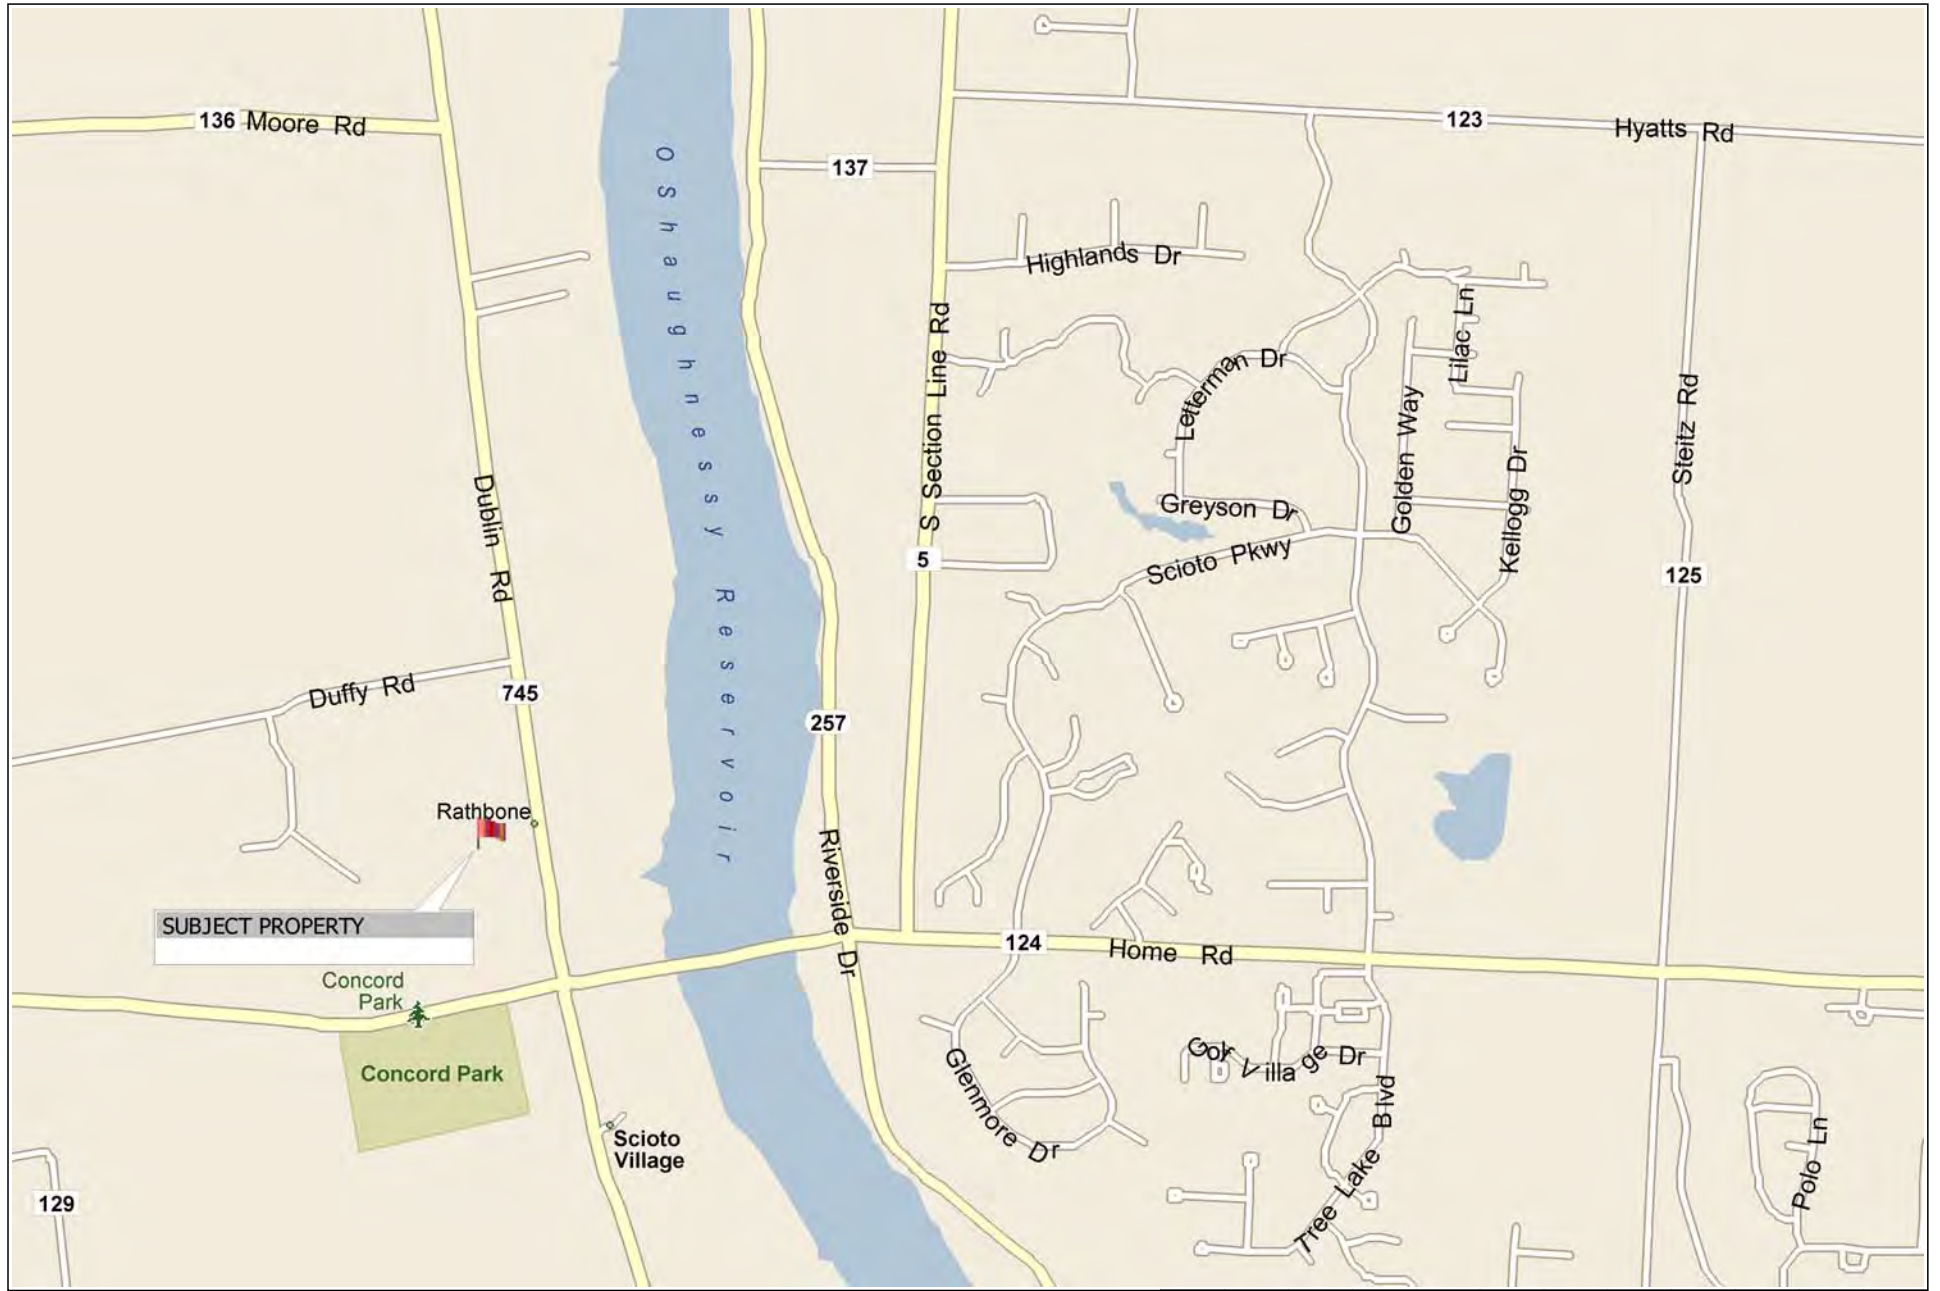 123
Hyatts Rd
136 Moore Rd
137
OShaughnessy Reservoir
Highlands Dr
Lilac Ln
S Section Line Rd
Letterman Dr
Golden Way
Steitz Rd
Kellogg Dr
Dublin Rd
Greyson Dr
Scioto Pkwy
5
125
Duffy Rd
745
257
Rathbone
Riverside Dr
SUBJECT PROPERTY
124
Home Rd
Concord
Park
Concord Park
Glenmore Dr
Golf Village Dr
Tree Lake Blvd
Scioto
Village
Polo Ln
129